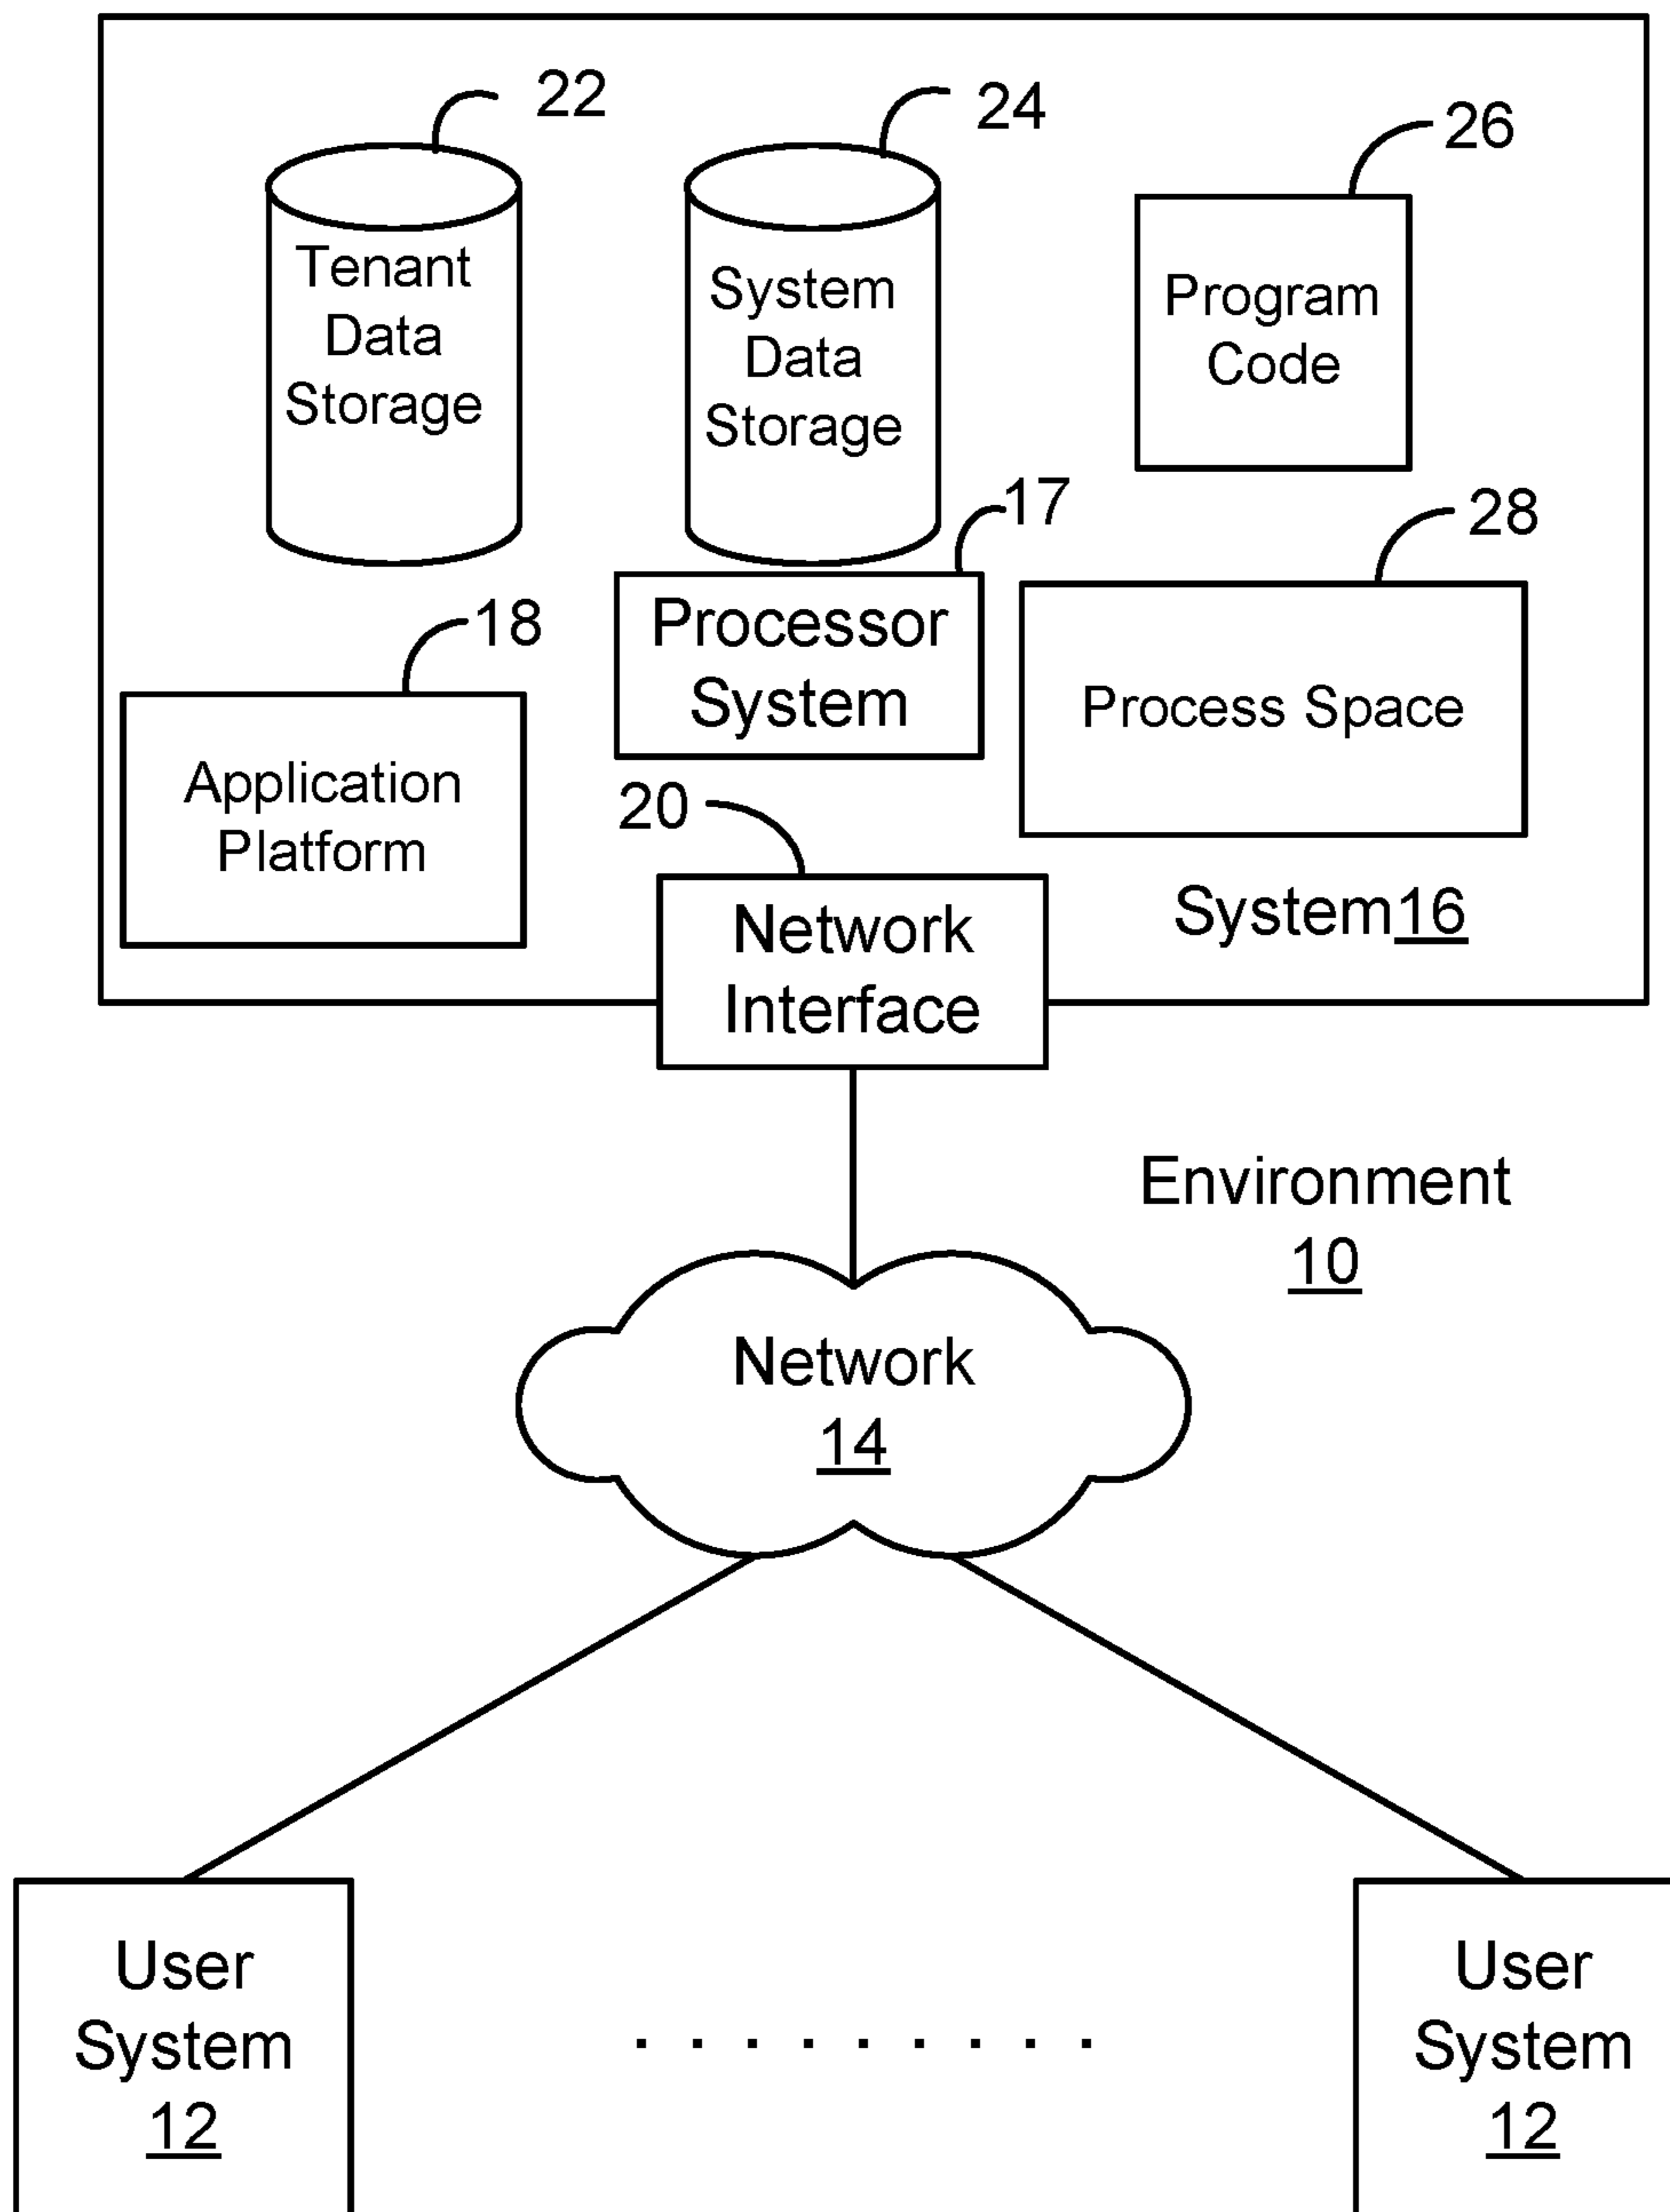 22
24
26
Tenant
Data
Storage
System
Data
Storage
Program
Code
17
28
18
Processor
System
Process Space
Application
Platform
20
Network
Interface
System16
Environment
10
Network
14
User
System
12
. . . . . . . . .
User
System
12